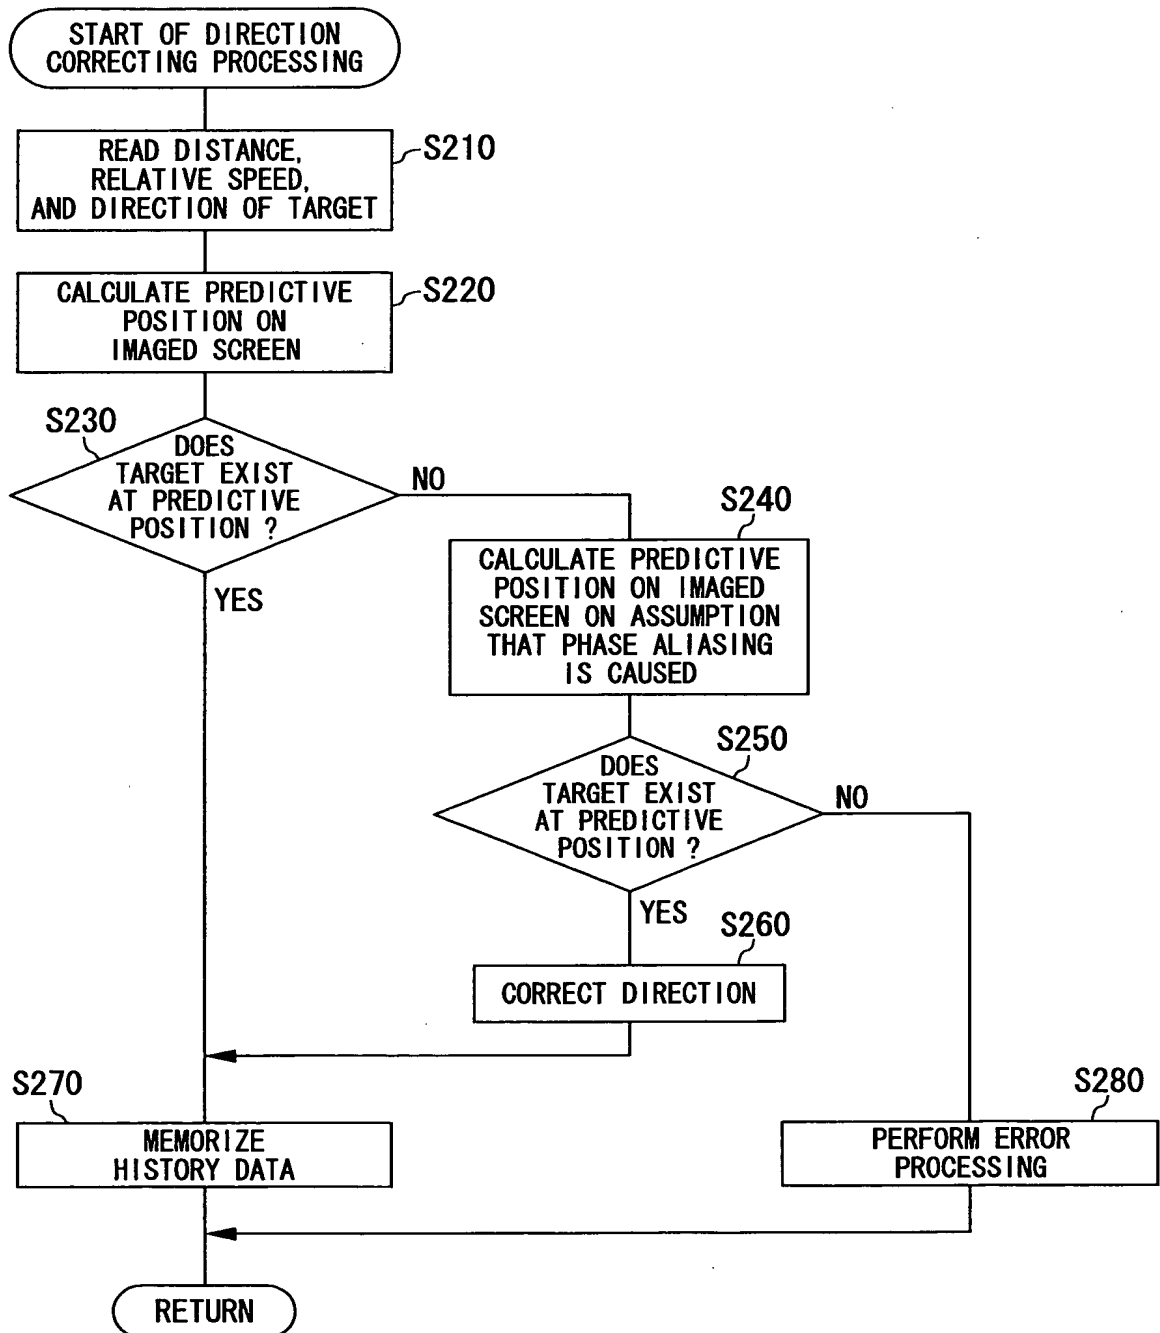 START OF DIRECTION
CORRECTING PROCESSING
READ DISTANCE,
RELATIVE SPEED,
AND DIRECTION OF TARGET
S210
CALCULATE PREDICTIVE
POSITION ON
IMAGED SCREEN
S220
S230
DOES
TARGET EXIST
AT PREDICTIVE
POSITION ?
NO
YES
S240
CALCULATE PREDICTIVE
POSITION ON IMAGED
SCREEN ON ASSUMPTION
THAT PHASE ALIASING
IS CAUSED
S250
DOES
TARGET EXIST
AT PREDICTIVE
POSITION ?
NO
YES
S260
CORRECT DIRECTION
S270
MEMORIZE
HISTORY DATA
S280
PERFORM ERROR
PROCESSING
RETURN